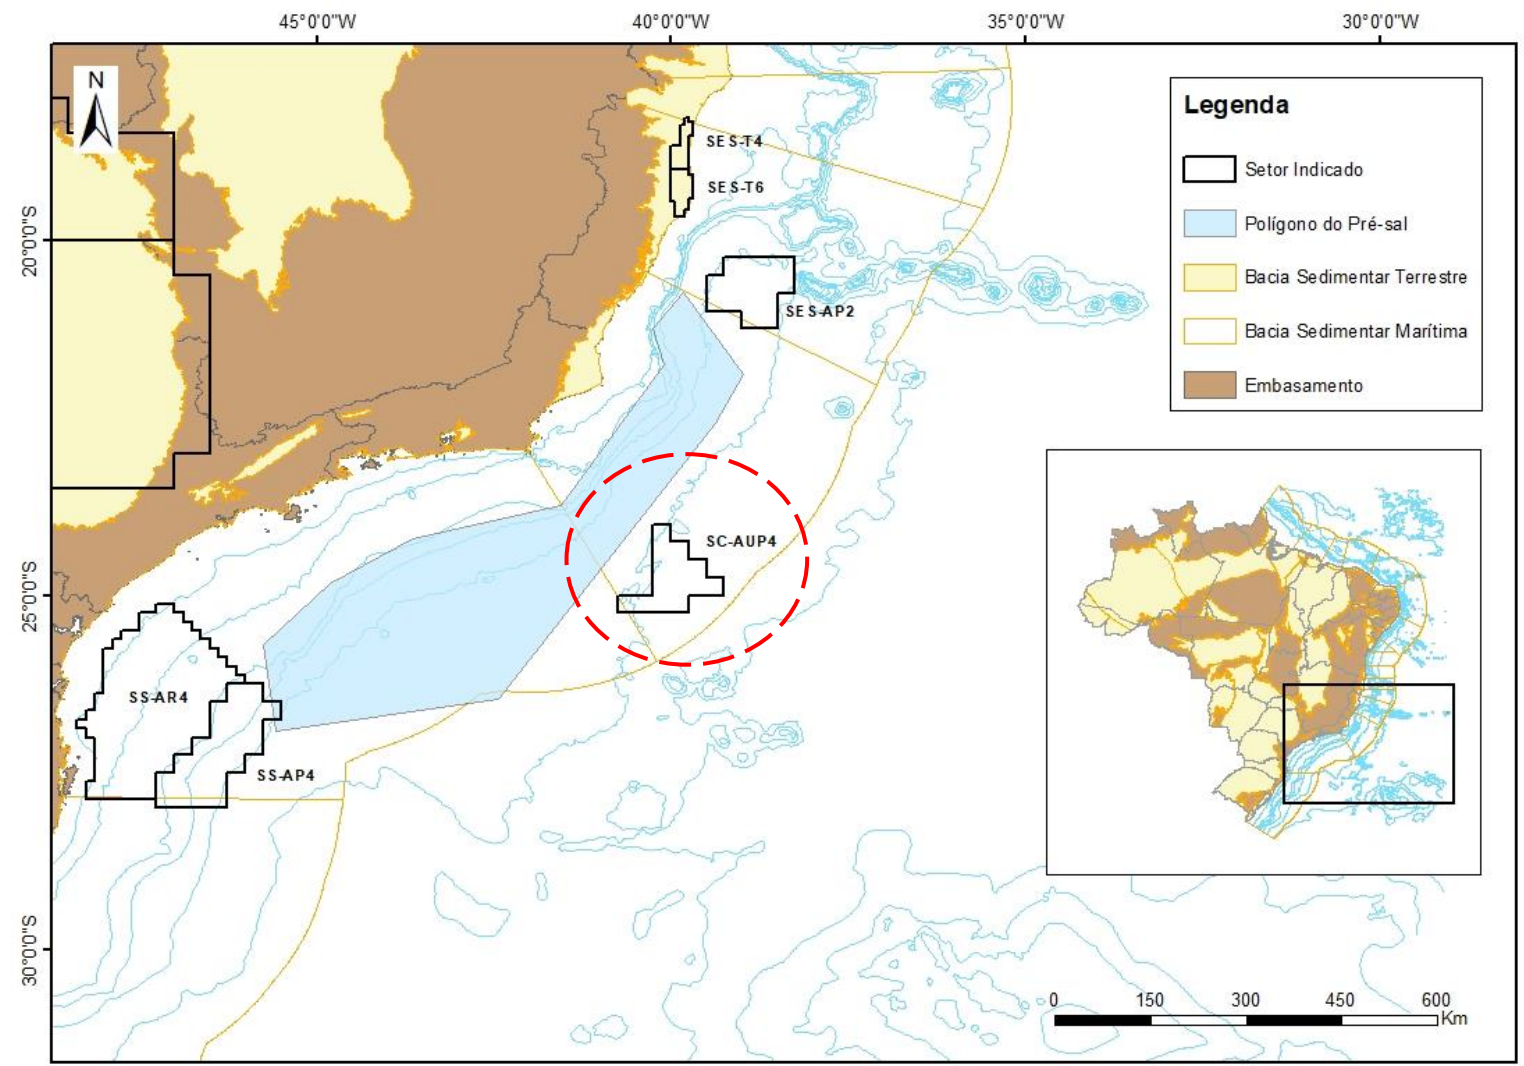 45°0'0"W
40°0'0"W
35°0'0"W
30°0'0"W
N
20°0'0"S
25°0'0"S
30°0'0"S
SES-T4
SES-T6
SES-AP2
SC-AUP4
SS-AR4
SS-AP4
Legenda
Setor Indicado
Polígono do Pré-sal
Bacia Sedimentar Terrestre
Bacia Sedimentar Marítima
Embasamento
0 150 300 450 600
Km